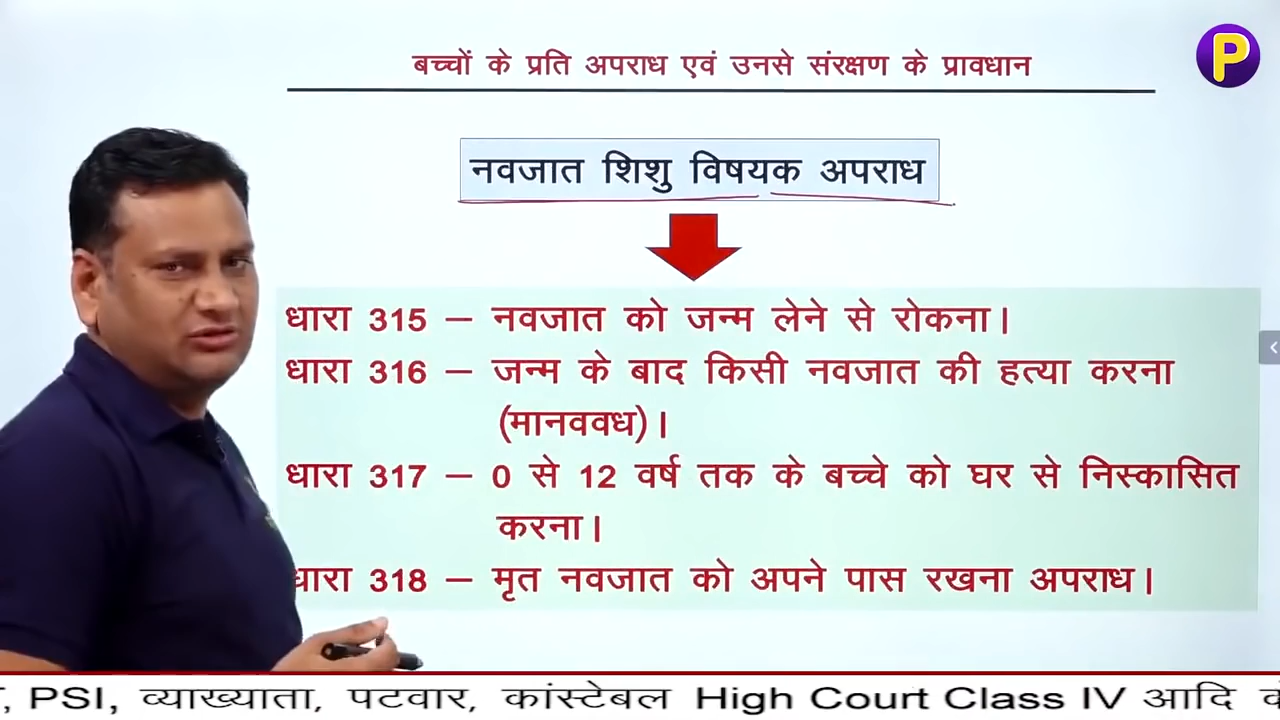 बच्चों के प्रति अपराध एवं उनसे संरक्षण के प्रावधान
P
नवजात शिशु विषयक अपराध
धारा 315 – नवजात को जन्म लेने से रोकना।
धारा 316 – जन्म के बाद किसी नवजात की हत्या करना
(मानववध)।
धारा 317 – 0 से 12 वर्ष तक के बच्चे को घर से निस्कासित
करना।
धारा 318 – मृत नवजात को अपने पास रखना अपराध।
, PSI, व्याख्याता, पटवार, कांस्टेबल High Court Class IV आदि